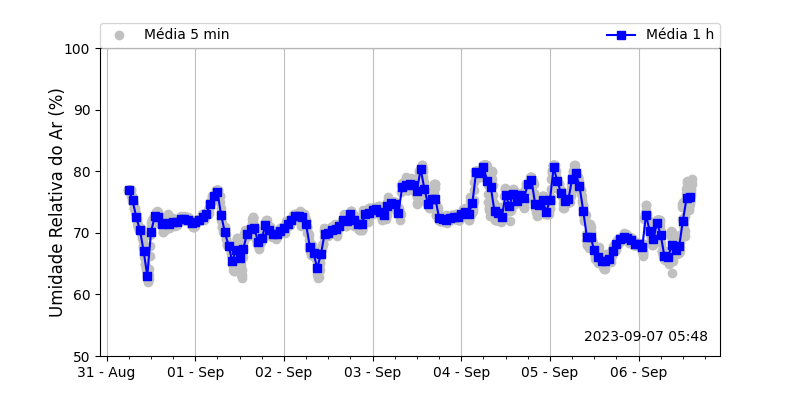 Média 5 min
Média 1 h
Umidade Relativa do Ar (%)
100
90
80
70
60
50
2023-09-07 05:48
31 - Aug
01 - Sep
02 - Sep
03 - Sep
04 - Sep
05 - Sep
06 - Sep